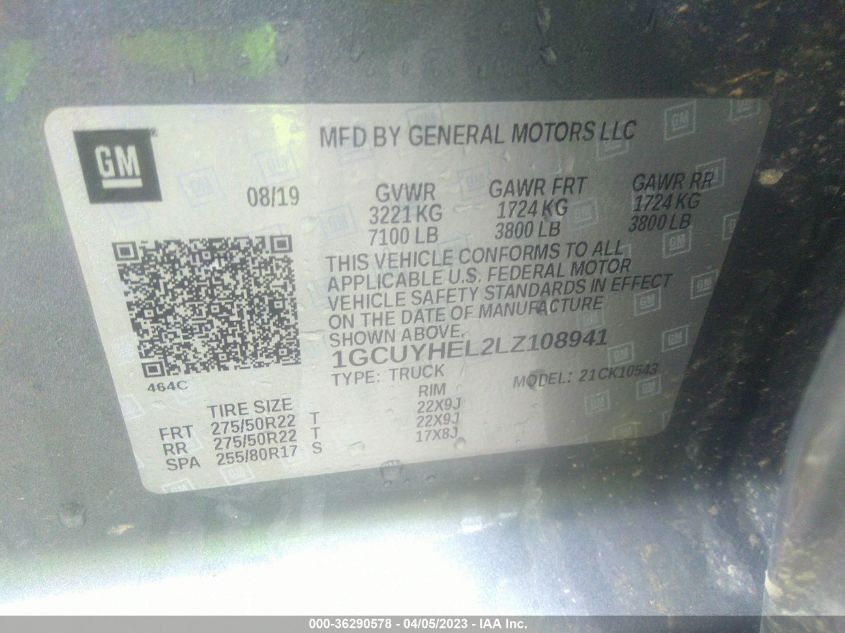 GM
MFD BY GENERAL MOTORS LLC
08/19
GVWR GAWR FRT GAWR RR
3221 KG 1724 KG 1724 KG
7100 LB 3800 LB 3800 LB
THIS VEHICLE CONFORMS TO ALL
APPLICABLE U.S. FEDERAL MOTOR
VEHICLE SAFETY STANDARDS IN EFFECT
ON THE DATE OF MANUFACTURE
SHOWN ABOVE.
1GCUYHEL2LZ108941
464C
TYPE: TRUCK MODEL: 21CK10543
TIRE SIZE RIM
FRT 275/50R22 T 22X9J
RR 275/50R22 T 22X9J
SPA 255/80R17 S 17X8J
000-36290578 - 04/05/2023 - IAA Inc.